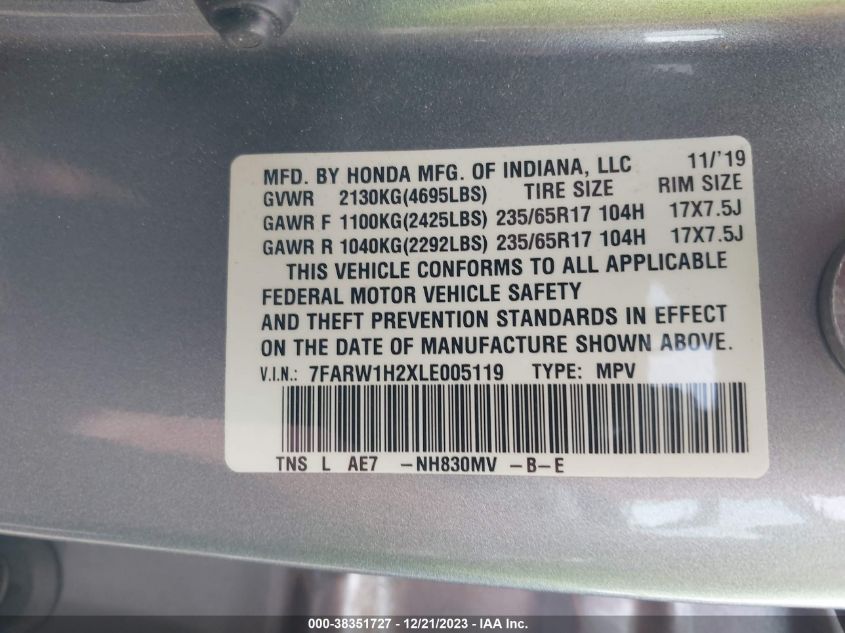 MFD. BY HONDA MFG. OF INDIANA, LLC 11/'19
GVWR 2130KG(4695LBS) TIRE SIZE RIM SIZE
GAWR F 1100KG(2425LBS) 235/65R17 104H 17X7.5J
GAWR R 1040KG(2292LBS) 235/65R17 104H 17X7.5J
THIS VEHICLE CONFORMS TO ALL APPLICABLE
FEDERAL MOTOR VEHICLE SAFETY
AND THEFT PREVENTION STANDARDS IN EFFECT
ON THE DATE OF MANUFACTURE SHOWN ABOVE.
V.I.N.: 7FARW1H2XLE005119 TYPE: MPV
TNS L AE7 -NH830MV -B-E
000-38351727 - 12/21/2023 - IAA Inc.